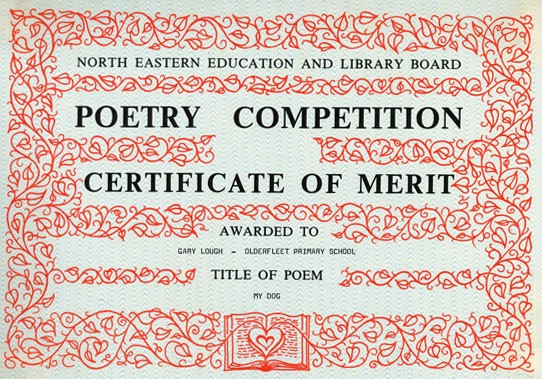 NORTH EASTERN EDUCATION AND LIBRARY BOARD
POETRY COMPETITION
CERTIFICATE OF MERIT
AWARDED TO
GARY LOUGH - OLDERFLEET PRIMARY SCHOOL
TITLE OF POEM
MY DOG